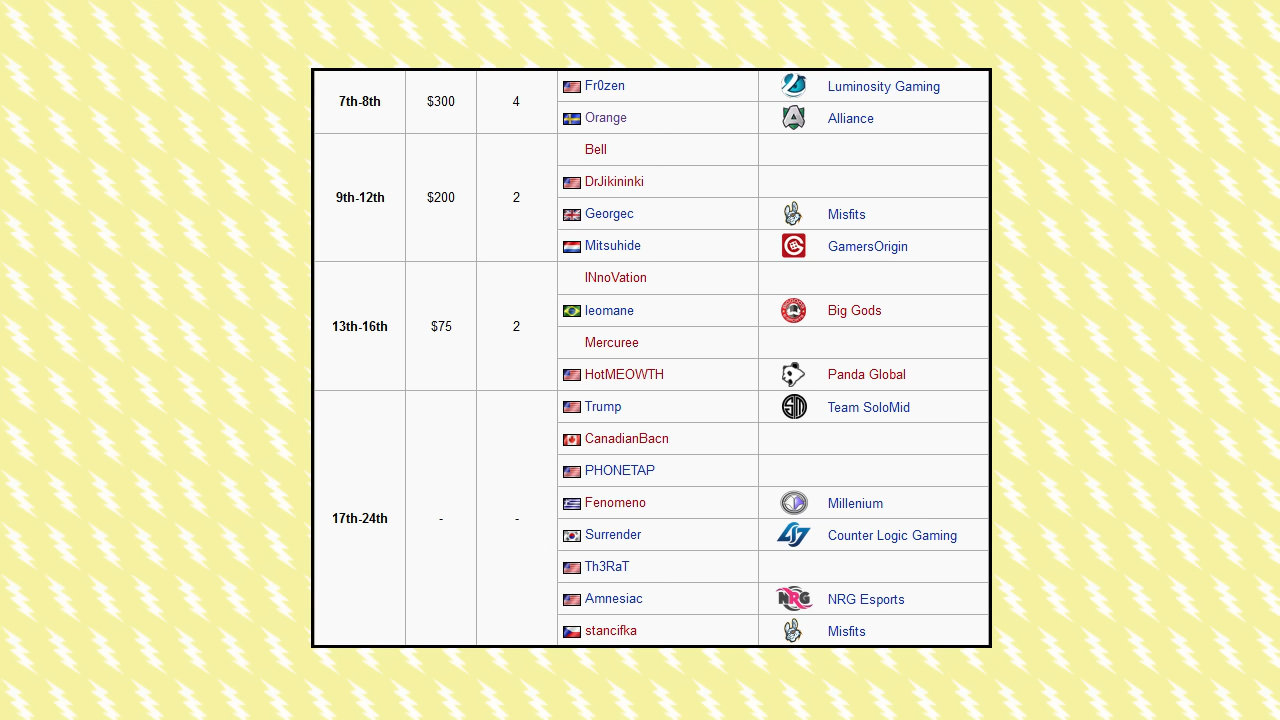 7th-8th $300 4 Fr0zen Luminosity Gaming
Orange Alliance
9th-12th $200 2 Bell
DrJikininki
Georgec Misfits
Mitsuhide GamersOrigin
13th-16th $75 2 INnoVation
leomane Big Gods
Mercuree
HotMEOWTH Panda Global
17th-24th - - Trump Team SoloMid
CanadianBacn
PHONETAP
Fenomeno Millenium
Surrender Counter Logic Gaming
Th3RaT
Amnesiac NRG NRG Esports
stancifka Misfits